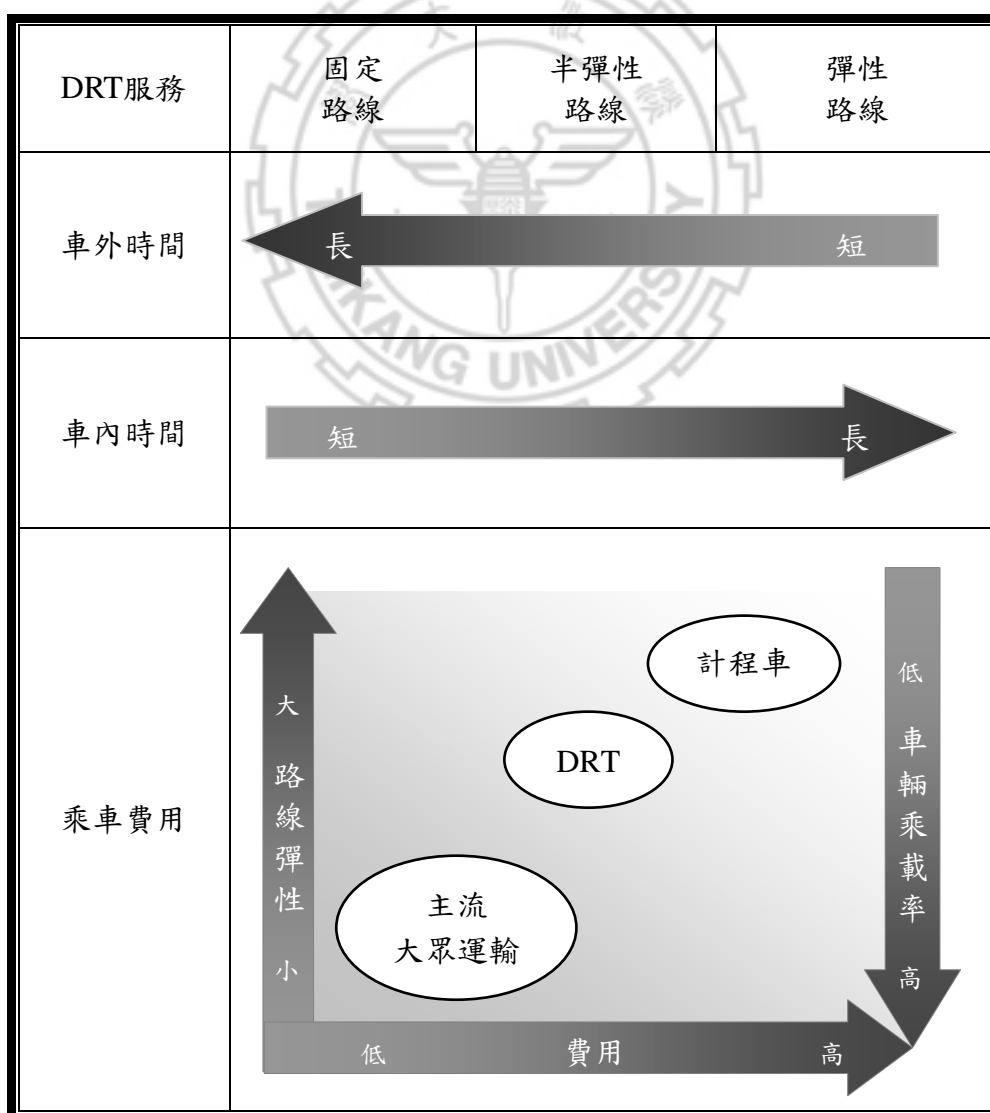 DRT服務
固定
路線
半彈性
路線
彈性
路線
車外時間
長
短
車內時間
短
長
乘車費用
大 路線彈性 小
計程車
DRT
主流
大眾運輸
低 車輛乘載率 高
低 費用 高
KANG UNIVERSITY